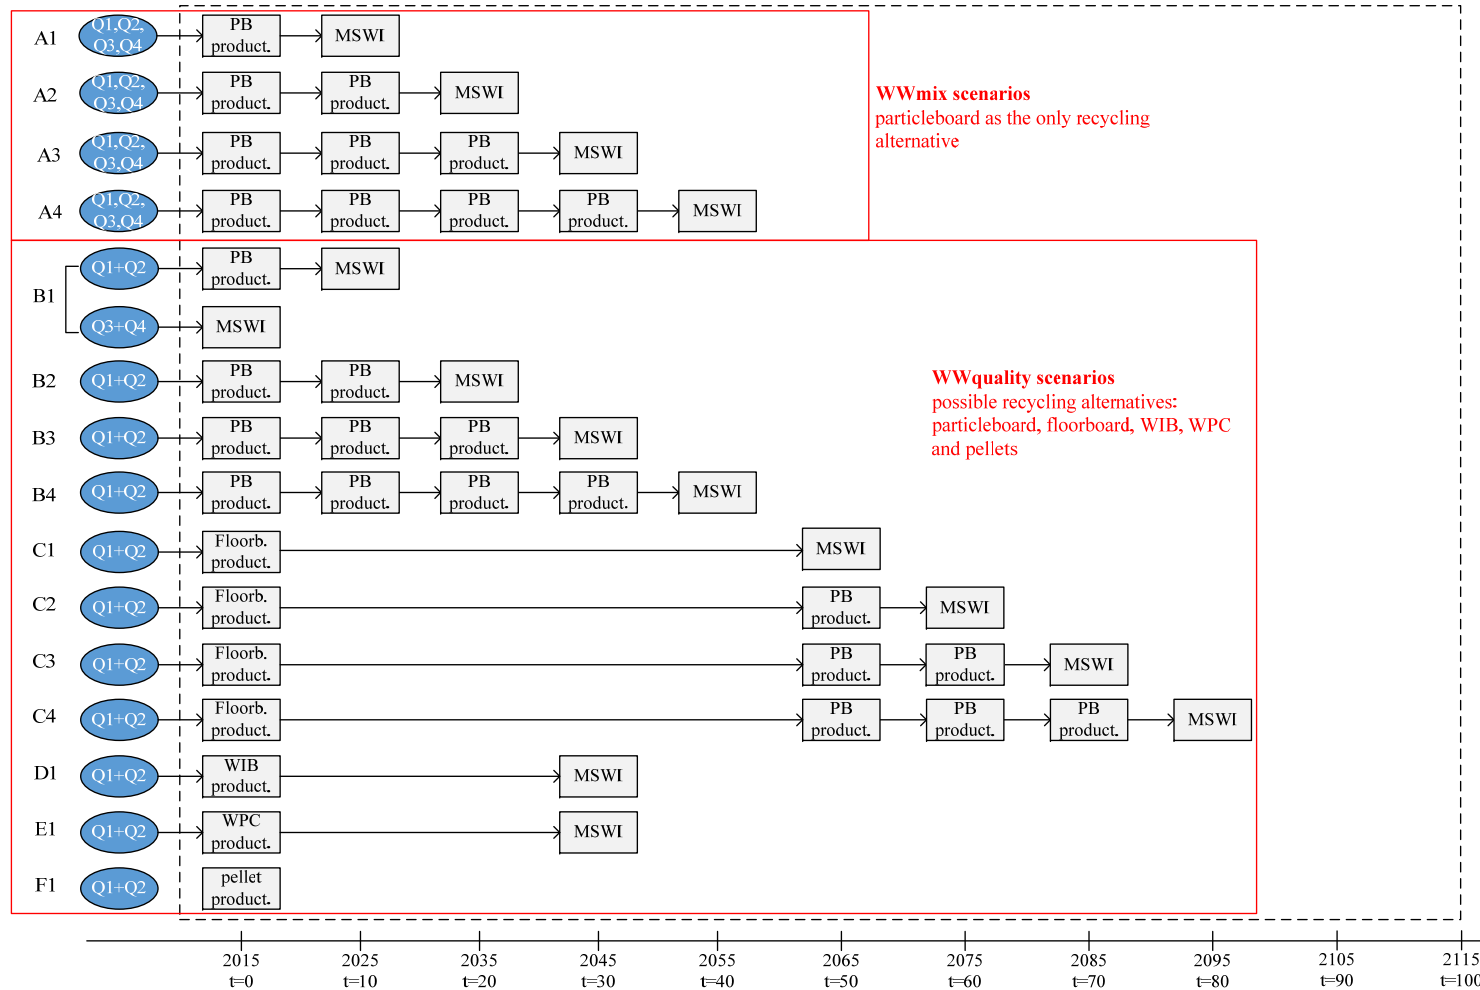 A1
Q1,Q2,
Q3,Q4
PB
product.
MSWI
A2
Q1,Q2,
Q3,Q4
PB
product.
PB
product.
MSWI
WWmix scenarios
particleboard as the only recycling
alternative
A3
Q1,Q2,
Q3,Q4
PB
product.
PB
product.
PB
product.
MSWI
A4
Q1,Q2,
Q3,Q4
PB
product.
PB
product.
PB
product.
PB
product.
MSWI
B1
Q1+Q2
PB
product.
MSWI
Q3+Q4
MSWI
B2
Q1+Q2
PB
product.
PB
product.
MSWI
WWquality scenarios
possible recycling alternatives:
particleboard, floorboard, WIB, WPC
and pellets
B3
Q1+Q2
PB
product.
PB
product.
PB
product.
MSWI
B4
Q1+Q2
PB
product.
PB
product.
PB
product.
PB
product.
MSWI
C1
Q1+Q2
Floorb.
product.
MSWI
C2
Q1+Q2
Floorb.
product.
PB
product.
MSWI
C3
Q1+Q2
Floorb.
product.
PB
product.
PB
product.
MSWI
C4
Q1+Q2
Floorb.
product.
PB
product.
PB
product.
PB
product.
MSWI
D1
Q1+Q2
WIB
product.
MSWI
E1
Q1+Q2
WPC
product.
MSWI
F1
Q1+Q2
pellet
product.
2015
t=0
2025
t=10
2035
t=20
2045
t=30
2055
t=40
2065
t=50
2075
t=60
2085
t=70
2095
t=80
2105
t=90
2115
t=100